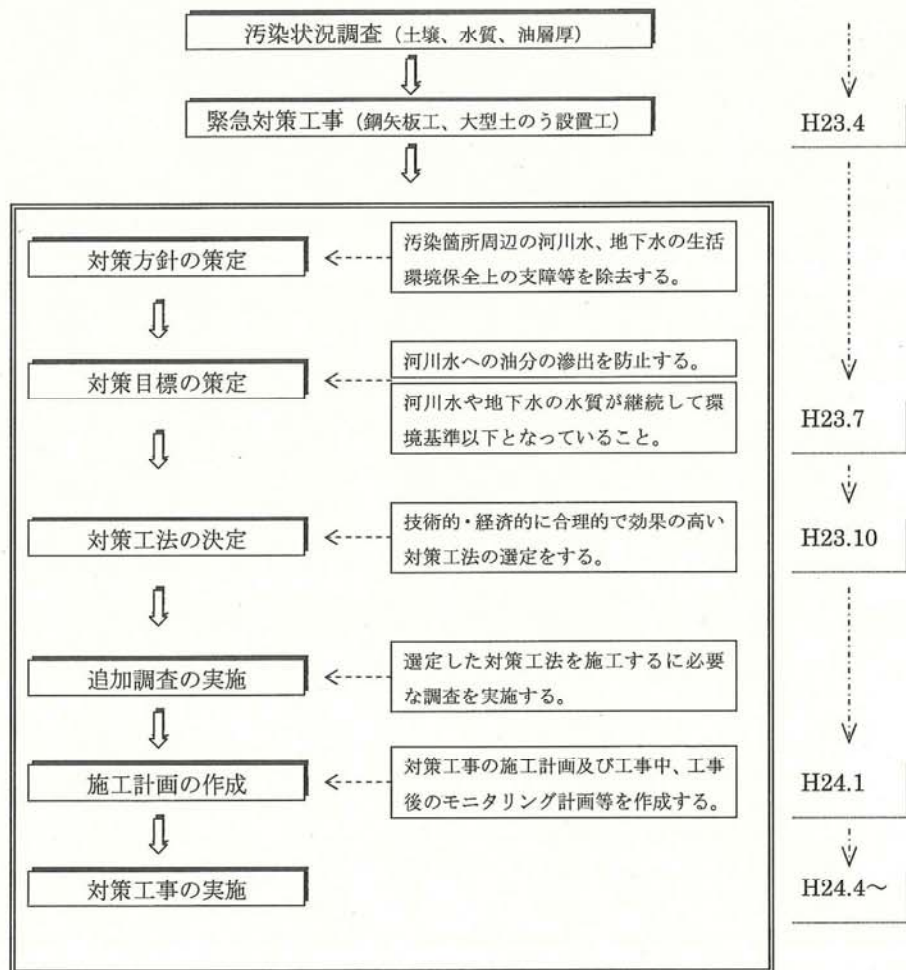 汚染状況調査（土壌、水質、油層厚）
緊急対策工事（鋼矢板工、大型土のう設置工）
H23.4
対策方針の策定
汚染箇所周辺の河川水、地下水の生活
環境保全上の支障等を除去する。
対策目標の策定
河川水への油分の滲出を防止する。
河川水や地下水の水質が継続して環
境基準以下となっていること。
H23.7
対策工法の決定
技術的・経済的に合理的で効果の高い
対策工法の選定をする。
H23.10
追加調査の実施
選定した対策工法を施工するに必要
な調査を実施する。
施工計画の作成
対策工事の施工計画及び工事中、工事
後のモニタリング計画等を作成する。
H24.1
対策工事の実施
H24.4～